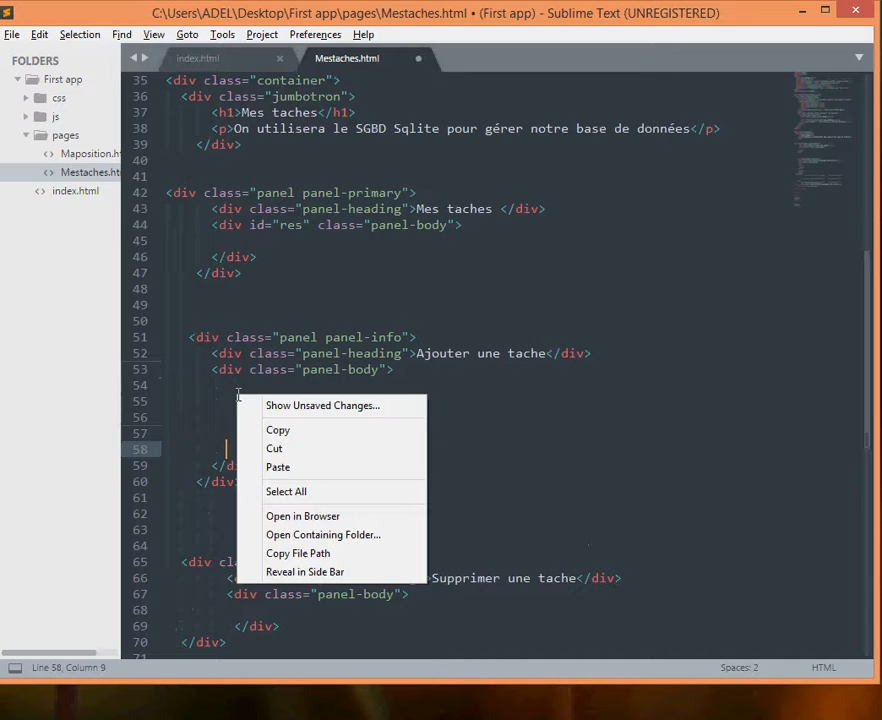 C:\Users\ADEL\Desktop\First app\pages\Mestaches.html • (First app) - Sublime Text (UNREGISTERED)
File Edit Selection Find View Goto Tools Project Preferences Help
FOLDERS
First app
css
js
pages
Maposition.ht
Mestaches.htm
index.html
index.html
Mestaches.html
35 <div class="container">
36 <div class="jumbotron">
37 <h1>Mes taches</h1>
38 <p>On utilisera le SGBD Sqlite pour gérer notre base de données</p>
39 </div>
40
41
42 <div class="panel panel-primary">
43 <div class="panel-heading">Mes taches </div>
44 <div id="res" class="panel-body">
45
46 </div>
47 </div>
48
49
50
51 <div class="panel panel-info">
52 <div class="panel-heading">Ajouter une tache</div>
53 <div class="panel-body">
54
55
56
57
58
59 </di
60 </div
61
62
63
64
65 <div cl
66 >Supprimer une tache</div>
67 <div class="panel-body">
68
69 </div>
70 </div>
71
Show Unsaved Changes...
Copy
Cut
Paste
Select All
Open in Browser
Open Containing Folder...
Copy File Path
Reveal in Side Bar
Line 58, Column 9
Spaces: 2
HTML